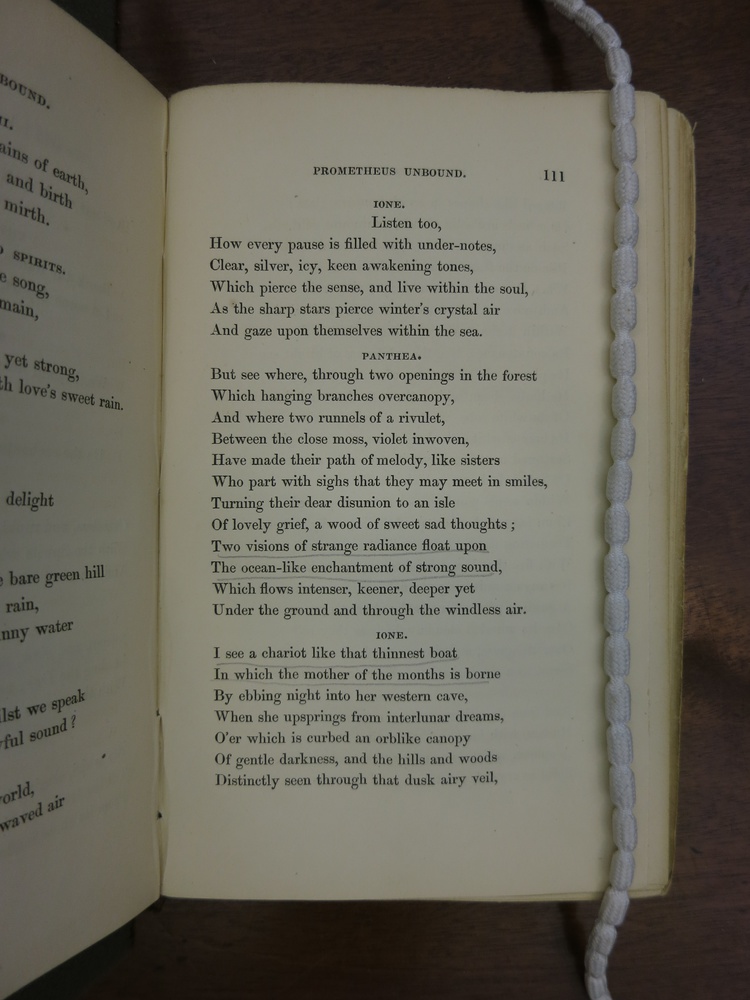 BOUND.
II.
ains of earth,
and birth
mirth.
SPIRITS.
song,
main,
yet strong,
th love's sweet rain.
delight
bare green hill
rain,
nny water
lst we speak
ful sound?
orld,
waved air
PROMETHEUS UNBOUND. 111
IONE.
Listen too,
How every pause is filled with under-notes,
Clear, silver, icy, keen awakening tones,
Which pierce the sense, and live within the soul,
As the sharp stars pierce winter's crystal air
And gaze upon themselves within the sea.
PANTHEA.
But see where, through two openings in the forest
Which hanging branches overcanopy,
And where two runnels of a rivulet,
Between the close moss, violet inwoven,
Have made their path of melody, like sisters
Who part with sighs that they may meet in smiles,
Turning their dear disunion to an isle
Of lovely grief, a wood of sweet sad thoughts ;
Two visions of strange radiance float upon
The ocean-like enchantment of strong sound,
Which flows intenser, keener, deeper yet
Under the ground and through the windless air.
IONE.
I see a chariot like that thinnest boat
In which the mother of the months is borne
By ebbing night into her western cave,
When she upsprings from interlunar dreams,
O'er which is curbed an orblike canopy
Of gentle darkness, and the hills and woods
Distinctly seen through that dusk airy veil,